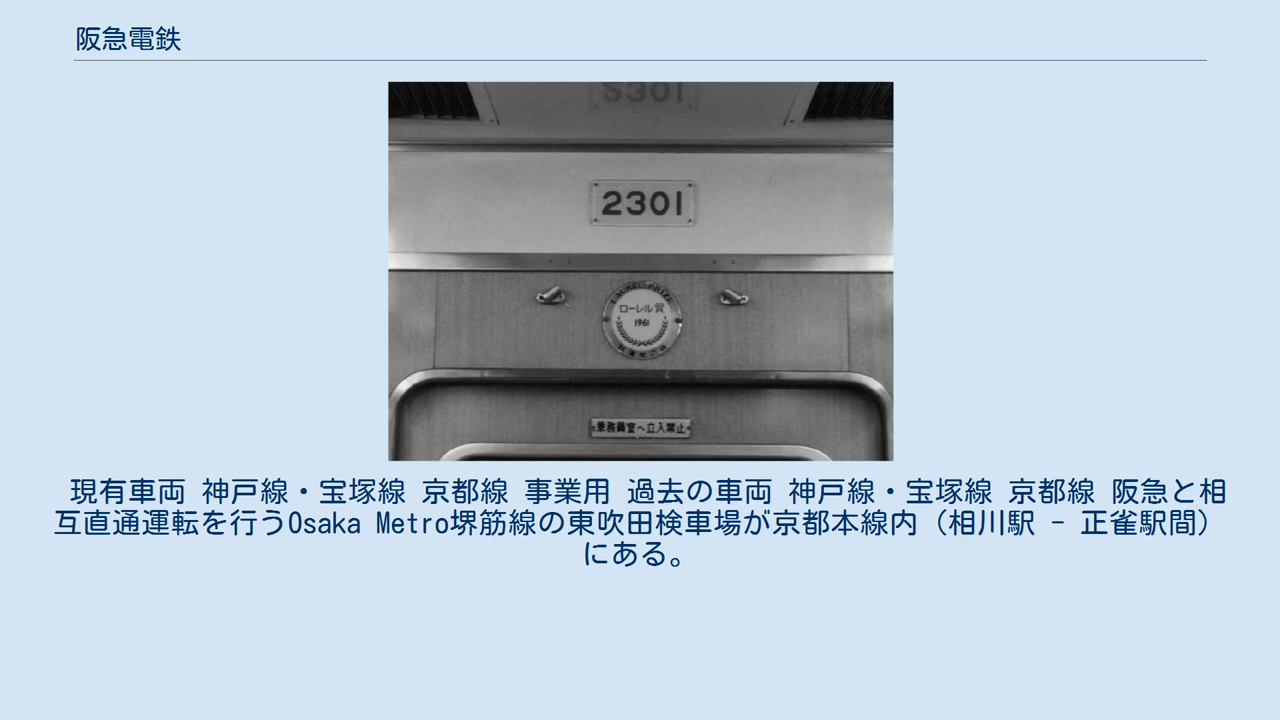 阪急電鉄
S301
2301
LAUREL PRIZE
ローレル賞
1961
乗務員室へ立入禁止
現有車両 神戸線・宝塚線 京都線 事業用 過去の車両 神戸線・宝塚線 京都線 阪急と相
互直通運転を行うOsaka Metro堺筋線の東吹田検車場が京都本線内（相川駅 - 正雀駅間）
にある。